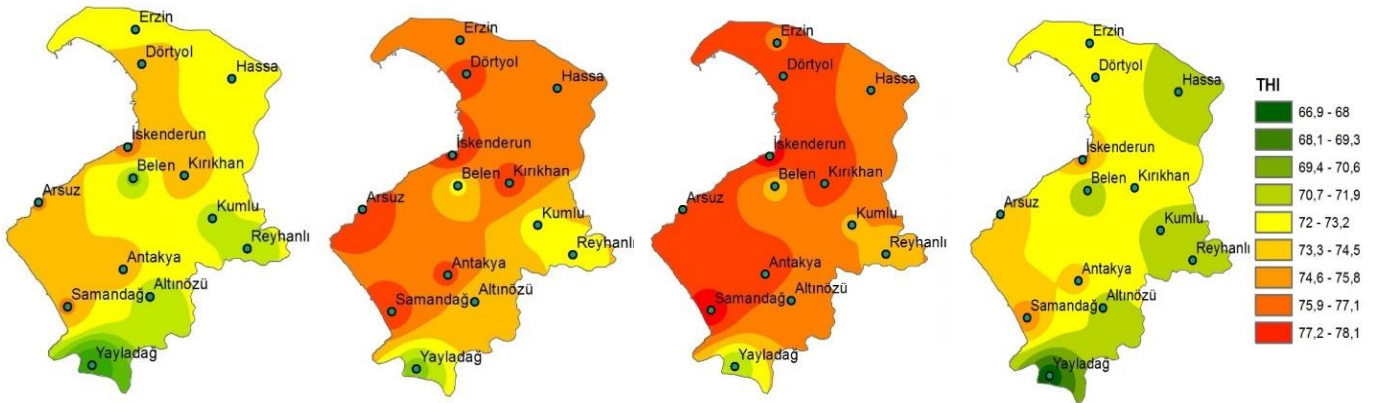 Erzin
Dörtyol
Hassa
İskenderun
Belen
Kırıkhan
Arsuz
Kumlu
Reyhanlı
Antakya
Altınözü
Samandağ
Yayladağ
Erzin
Dörtyol
Hassa
İskenderun
Belen
Kırıkhan
Arsuz
Kumlu
Reyhanlı
Antakya
Altınözü
Samandağ
Yayladağ
Erzin
Dörtyol
Hassa
İskenderun
Belen
Kırıkhan
Arsuz
Kumlu
Reyhanlı
Antakya
Altınözü
Samandağ
Yayladağ
Erzin
Dörtyol
Hassa
İskenderun
Belen
Kırıkhan
Arsuz
Kumlu
Reyhanlı
Antakya
Altınözü
Samandağ
Yayladağ
THI
66,9 - 68
68,1 - 69,3
69,4 - 70,6
70,7 - 71,9
72 - 73,2
73,3 - 74,5
74,6 - 75,8
75,9 - 77,1
77,2 - 78,1